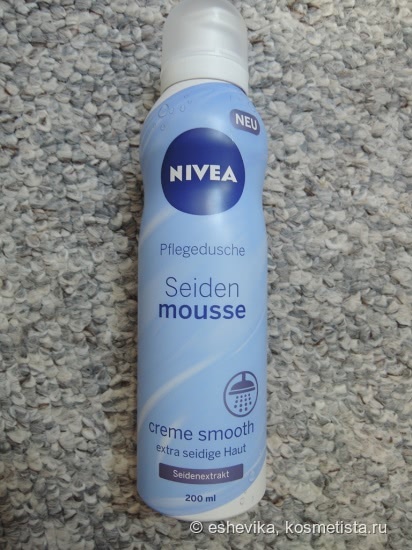 NEU
NIVEA
Pflegedusche
Seiden
mousse
creme smooth
extra seidige Haut
Seidenextrakt
200 ml
© eshevika, kosmetista.ru